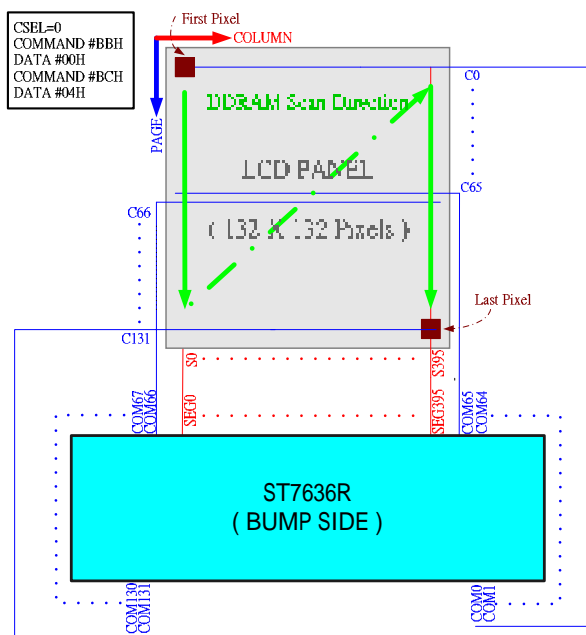 CSEL=0
COMMAND #BBH
DATA #00H
COMMAND #BCH
DATA #04H
First Pixel
COLUMN
PAGE
C0
DDRAM Scan Direction
LCD PANEL
C65
C66
( 132 X 132 Pixels )
Last Pixel
C131
S0
S395
SEG0
SEG395
COM67
COM66
COM65
COM64
ST7636R
( BUMP SIDE )
COM130
COM131
COM0
COM1